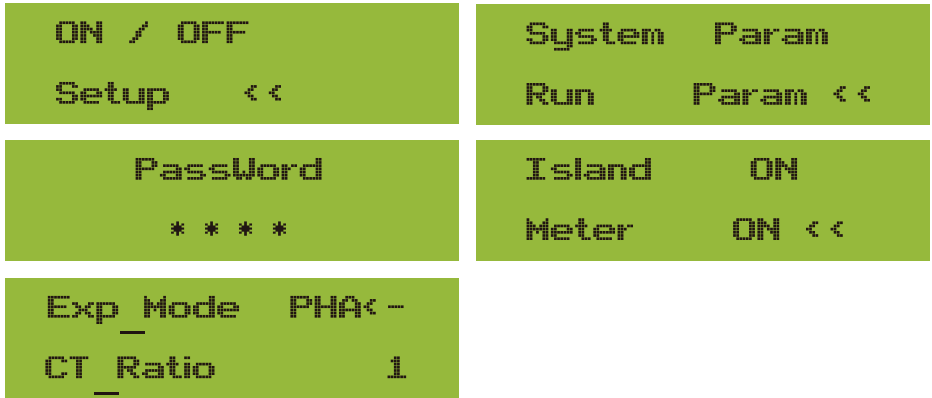 ON / OFF
Setup <<
System Param
Run Param <<
PassWord
* * * *
Island ON
Meter ON <<
Exp_Mode PHA<-
CT_Ratio 1